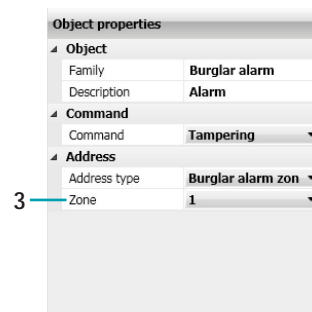 Object properties
Object
Family Burglar alarm
Description Alarm
Command
Command Tampering
Address
Address type Burglar alarm zon
3 Zone 1